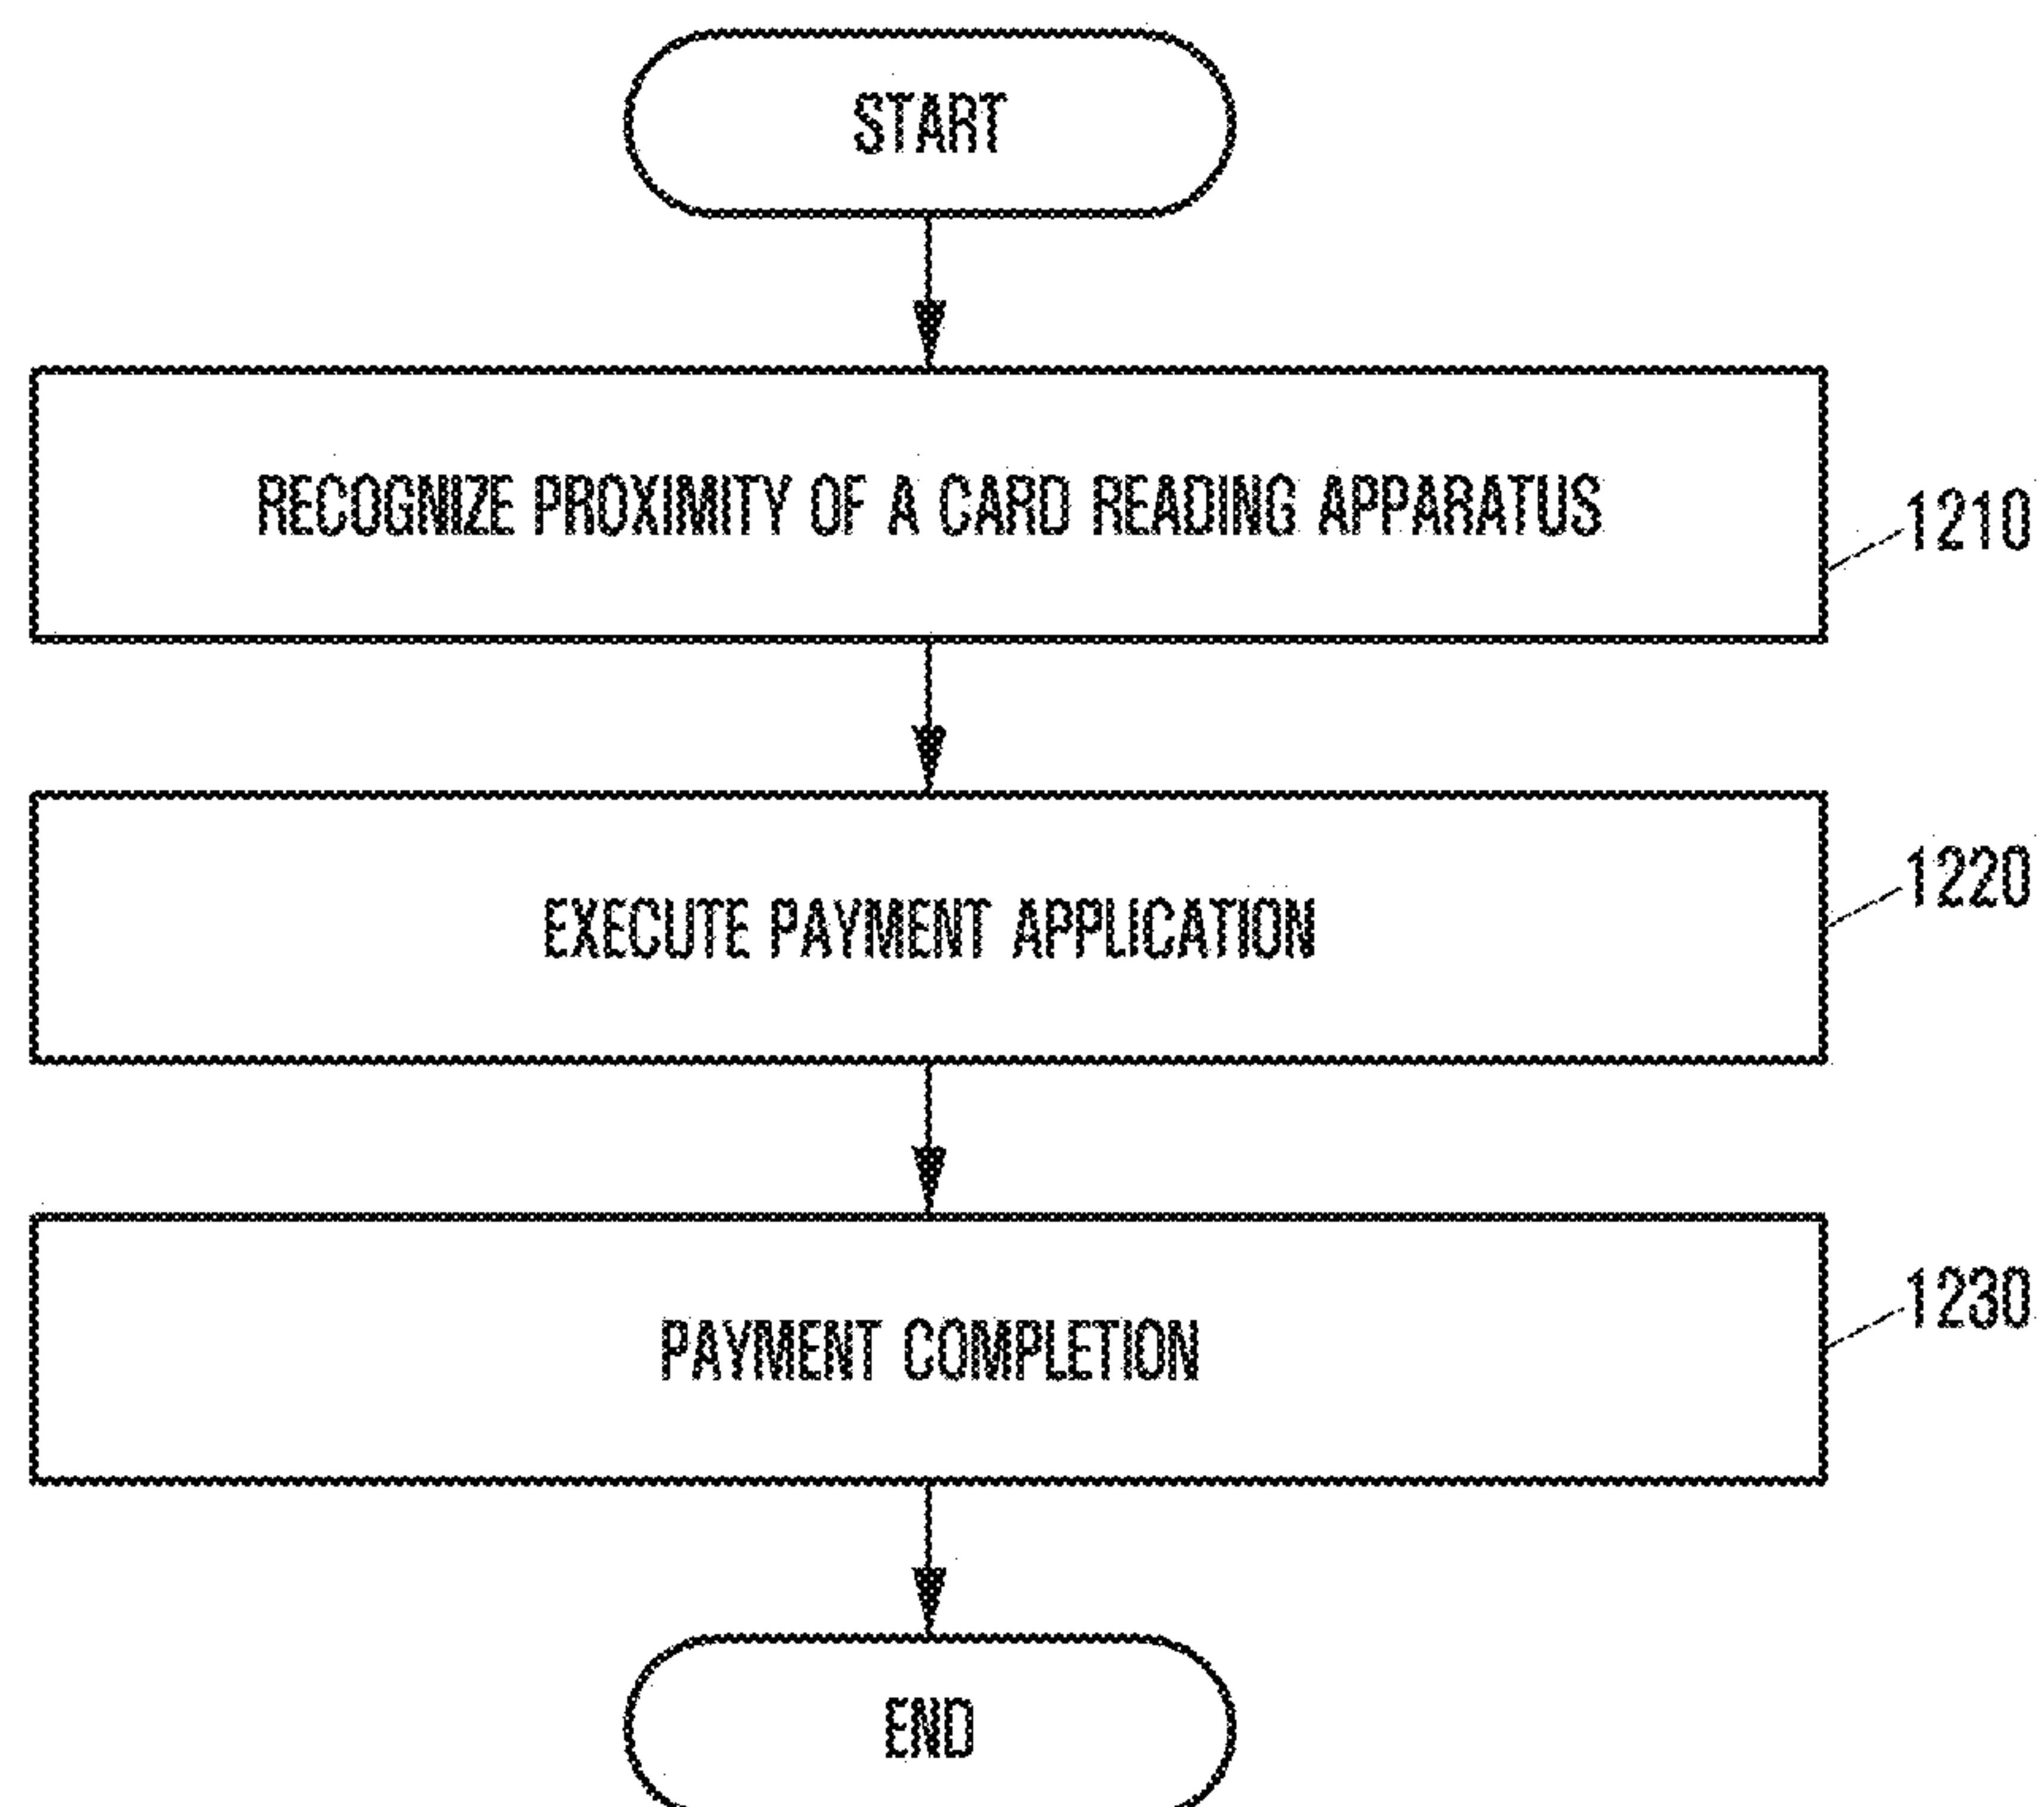 START
RECOGNIZE PROXIMITY OF A CARD READING APPARATUS
1210
EXECUTE PAYMENT APPLICATION
1220
PAYMENT COMPLETION
1230
END